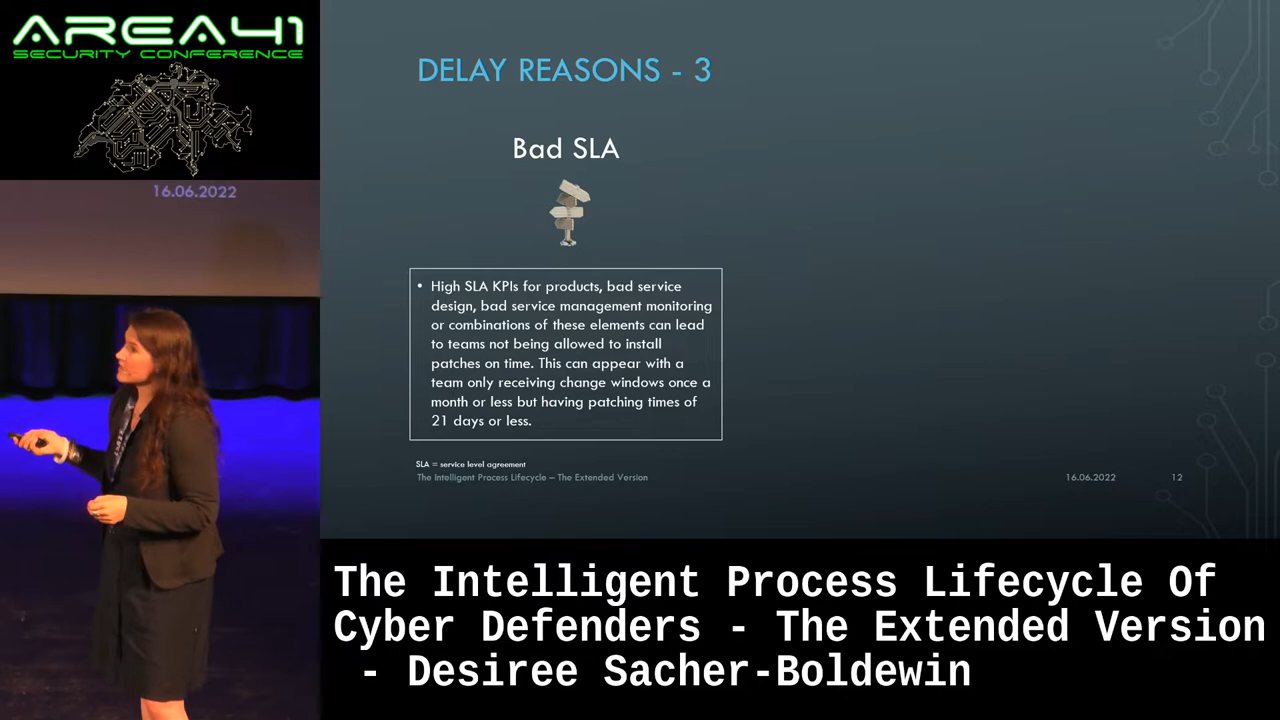 AREA41
SECURITY CONFERENCE
16.06.2022
DELAY REASONS - 3
Bad SLA
• High SLA KPIs for products, bad service
design, bad service management monitoring
or combinations of these elements can lead
to teams not being allowed to install
patches on time. This can appear with a
team only receiving change windows once a
month or less but having patching times of
21 days or less.
SLA = service level agreement
The Intelligent Process Lifecycle – The Extended Version
16.06.2022
12
The Intelligent Process Lifecycle Of
Cyber Defenders - The Extended Version
- Desiree Sacher-Boldewin